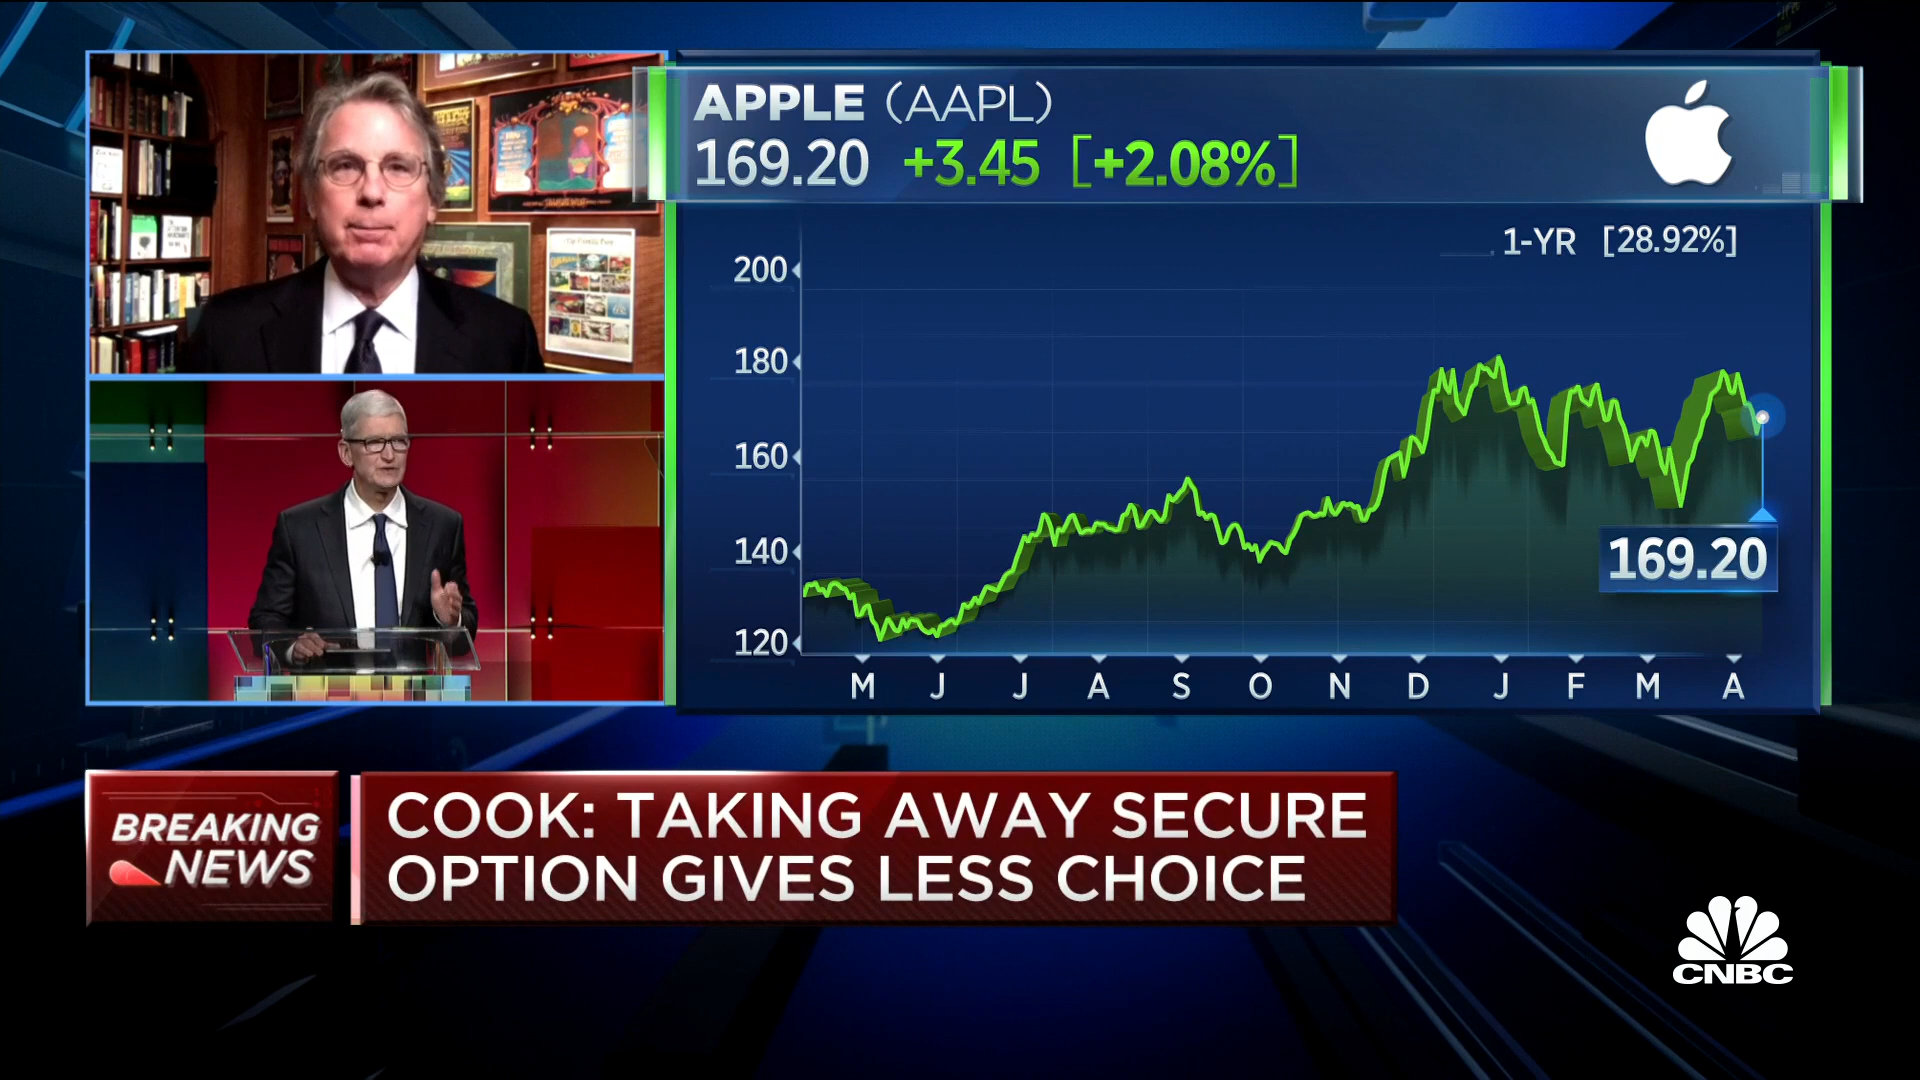 APPLE (AAPL)
169.20 +3.45 [+2.08%]
1-YR [28.92%]
200
180
160
140
120
169.20
M J J A S O N D J F M A
BREAKING
NEWS
COOK: TAKING AWAY SECURE
OPTION GIVES LESS CHOICE
CNBC